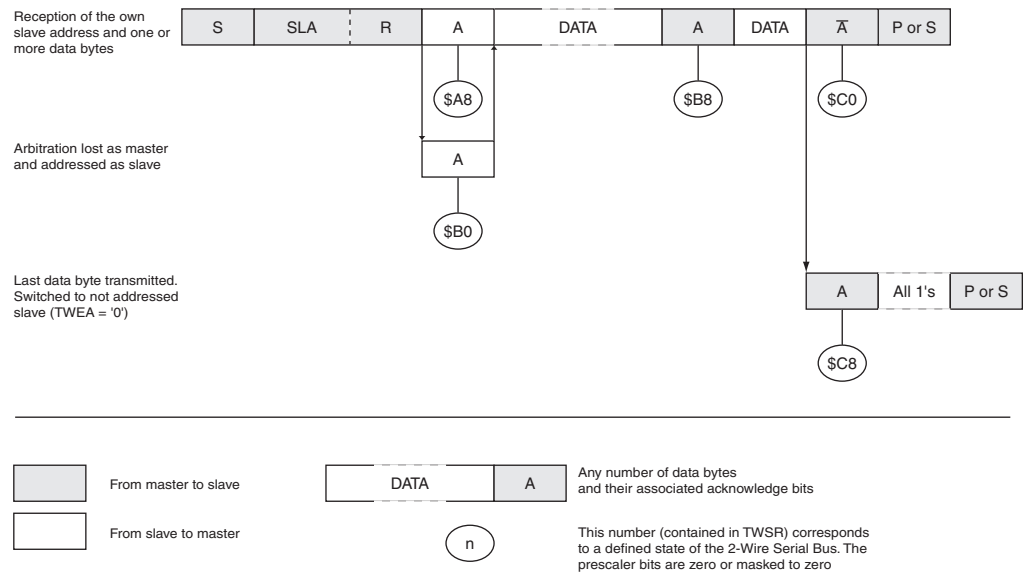 Reception of the own
slave address and one or
more data bytes
S SLA R A DATA A DATA A̅ P or S
$A8 $B8 $C0
Arbitration lost as master
and addressed as slave
A
$B0
Last data byte transmitted.
Switched to not addressed
slave (TWEA = '0')
A All 1's P or S
$C8
From master to slave
DATA A
Any number of data bytes
and their associated acknowledge bits
From slave to master
n
This number (contained in TWSR) corresponds
to a defined state of the 2-Wire Serial Bus. The
prescaler bits are zero or masked to zero